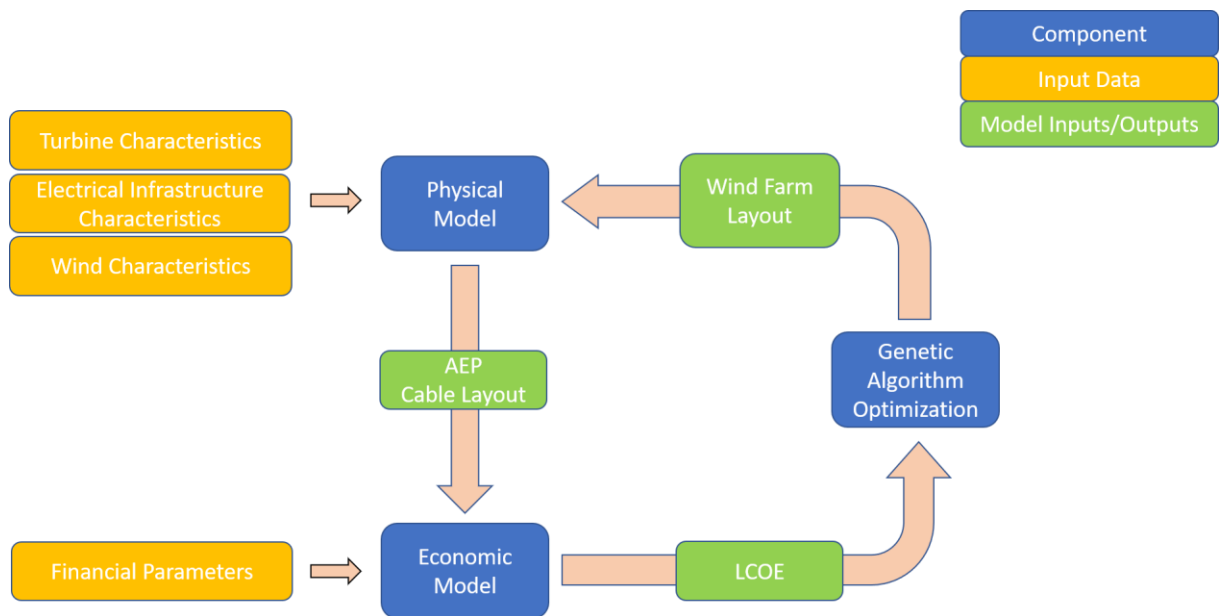 Component
Input Data
Model Inputs/Outputs
Turbine Characteristics
Electrical Infrastructure
Characteristics
Wind Characteristics
Physical
Model
Wind Farm
Layout
AEP
Cable Layout
Genetic
Algorithm
Optimization
Financial Parameters
Economic
Model
LCOE